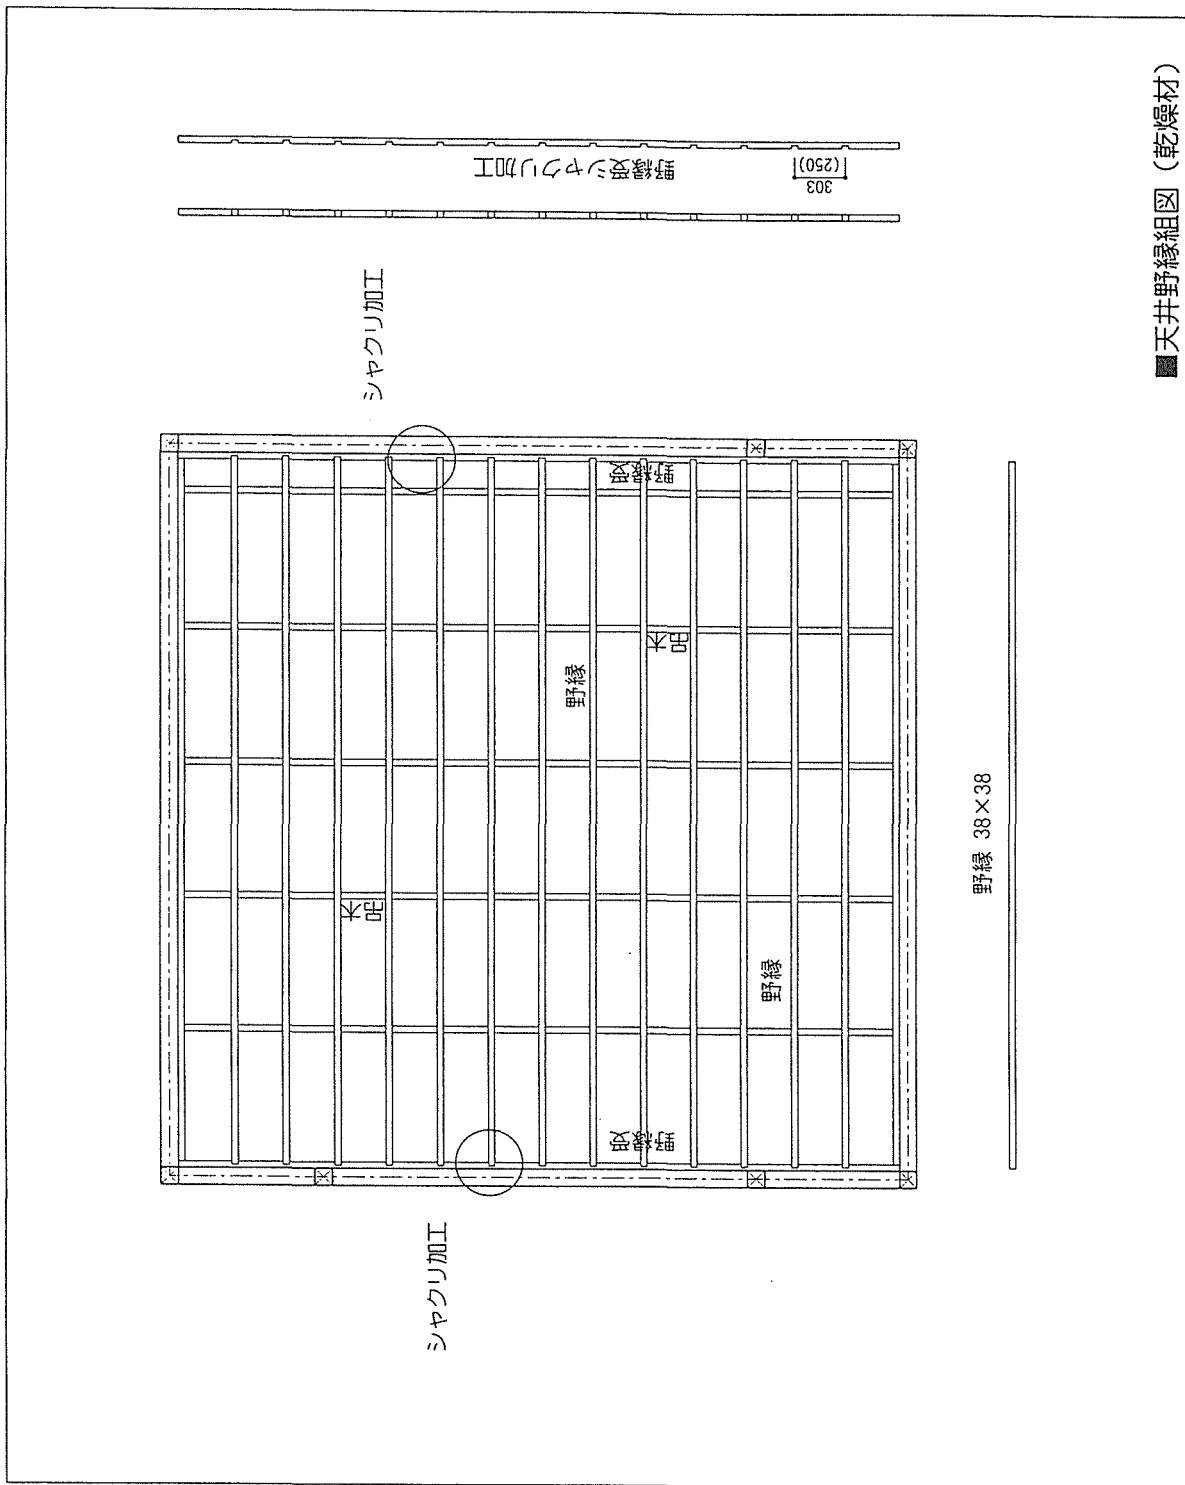 ■天井野縁組図（乾燥材）
野縁受シャクリ加工
303
(250)
シャクリ加工
野縁受
吊木
野縁
吊木
野縁
野縁受
シャクリ加工
野縁 38×38